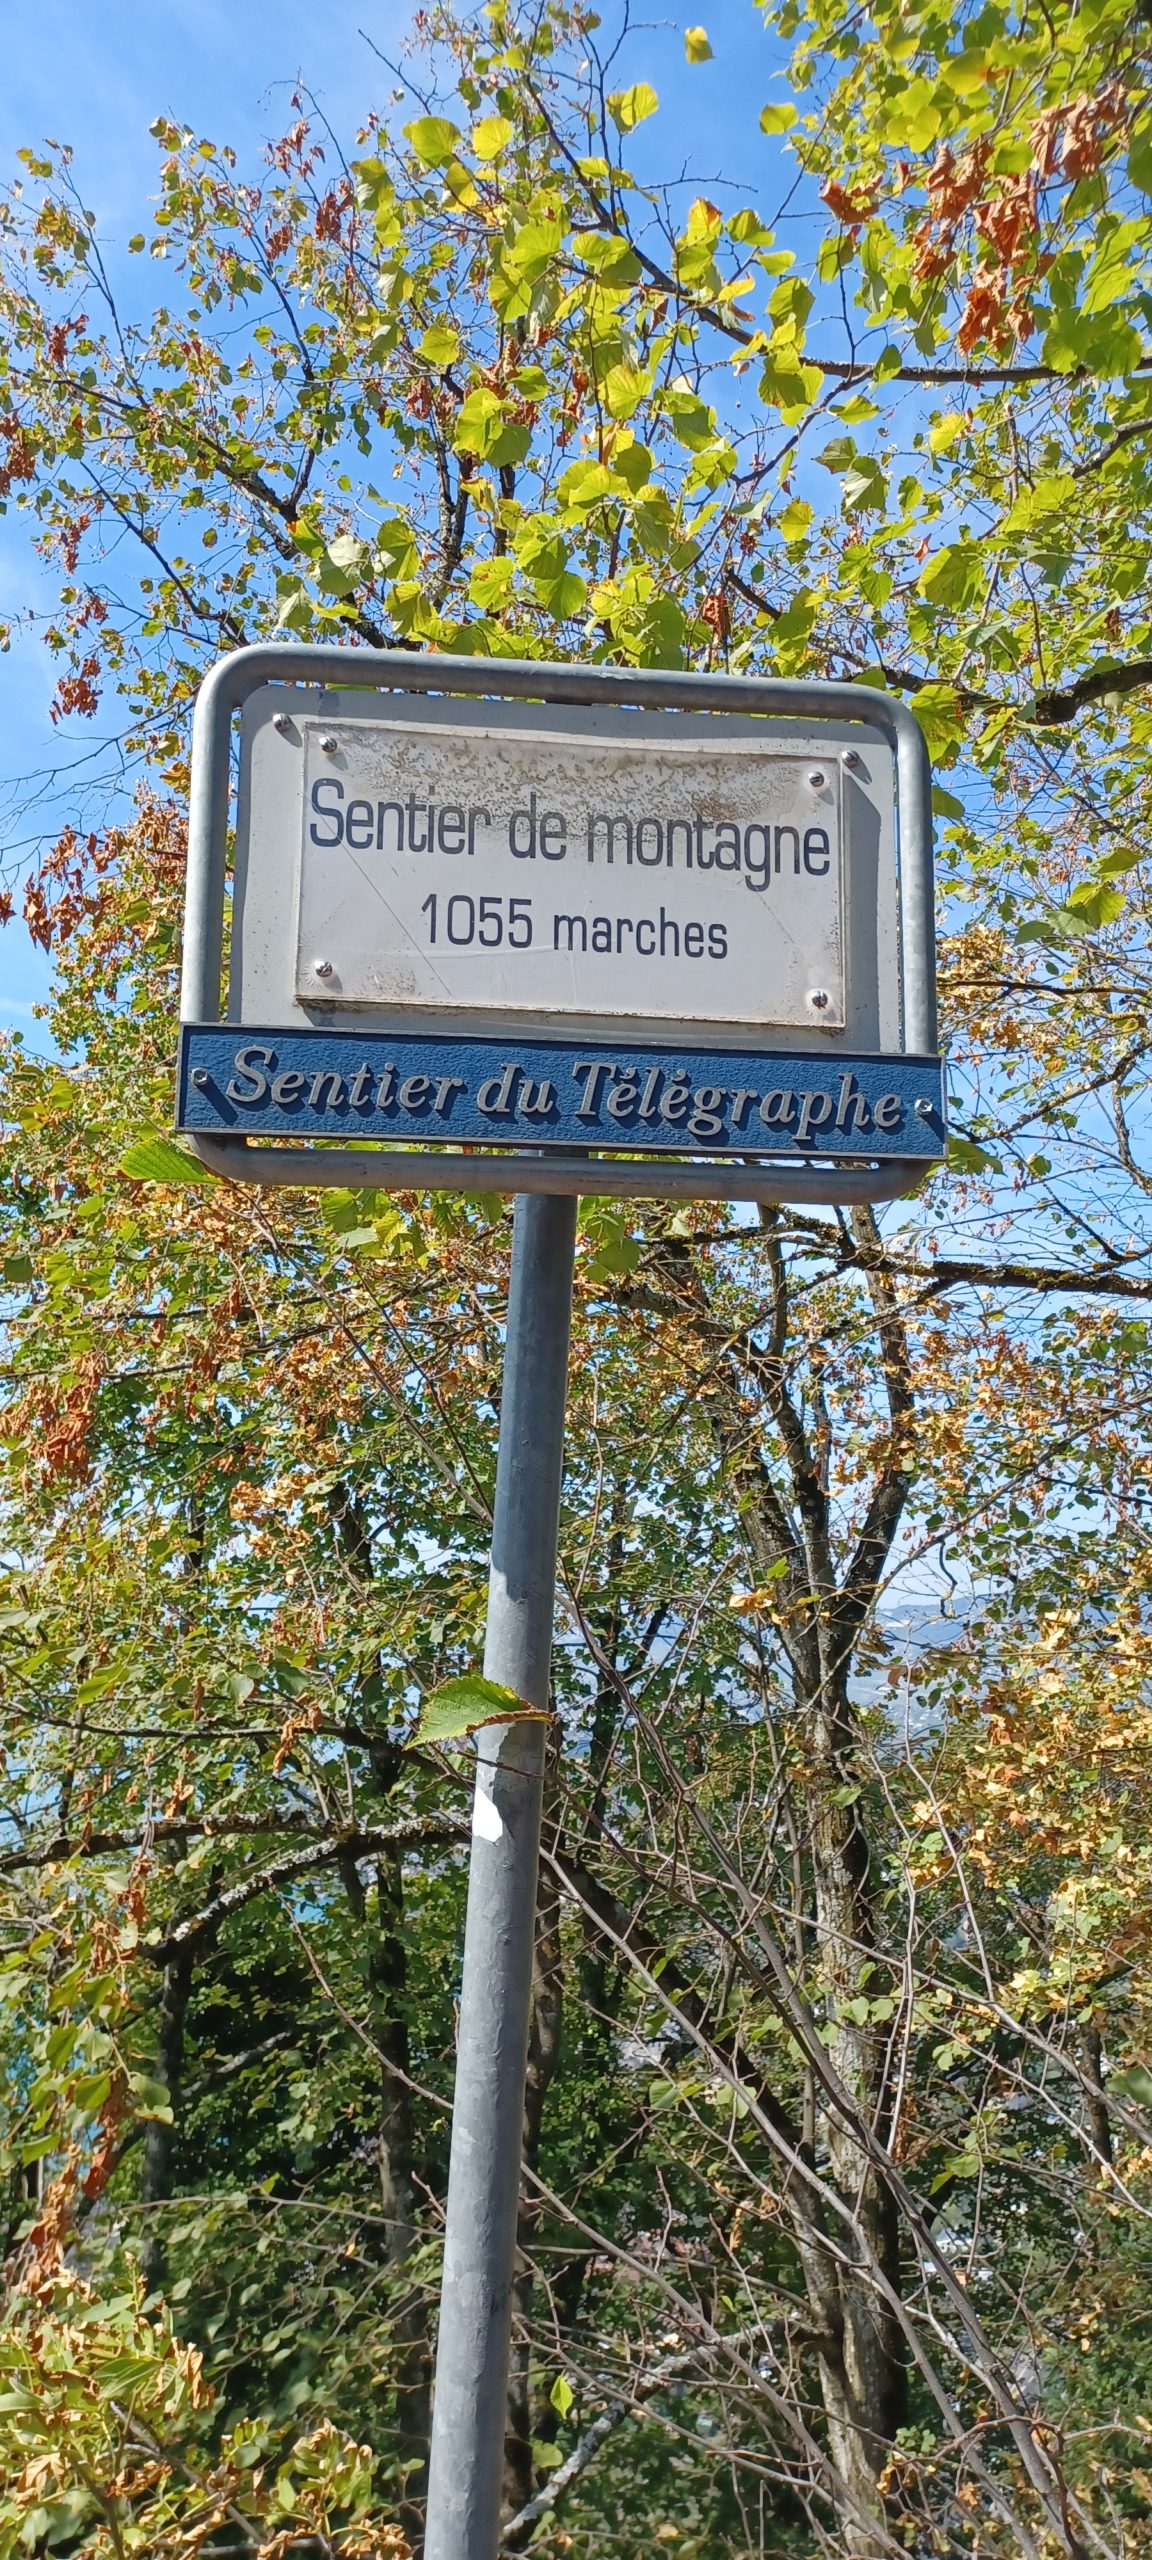 Sentier de montagne
1055 marches
Sentier du Télégraphe